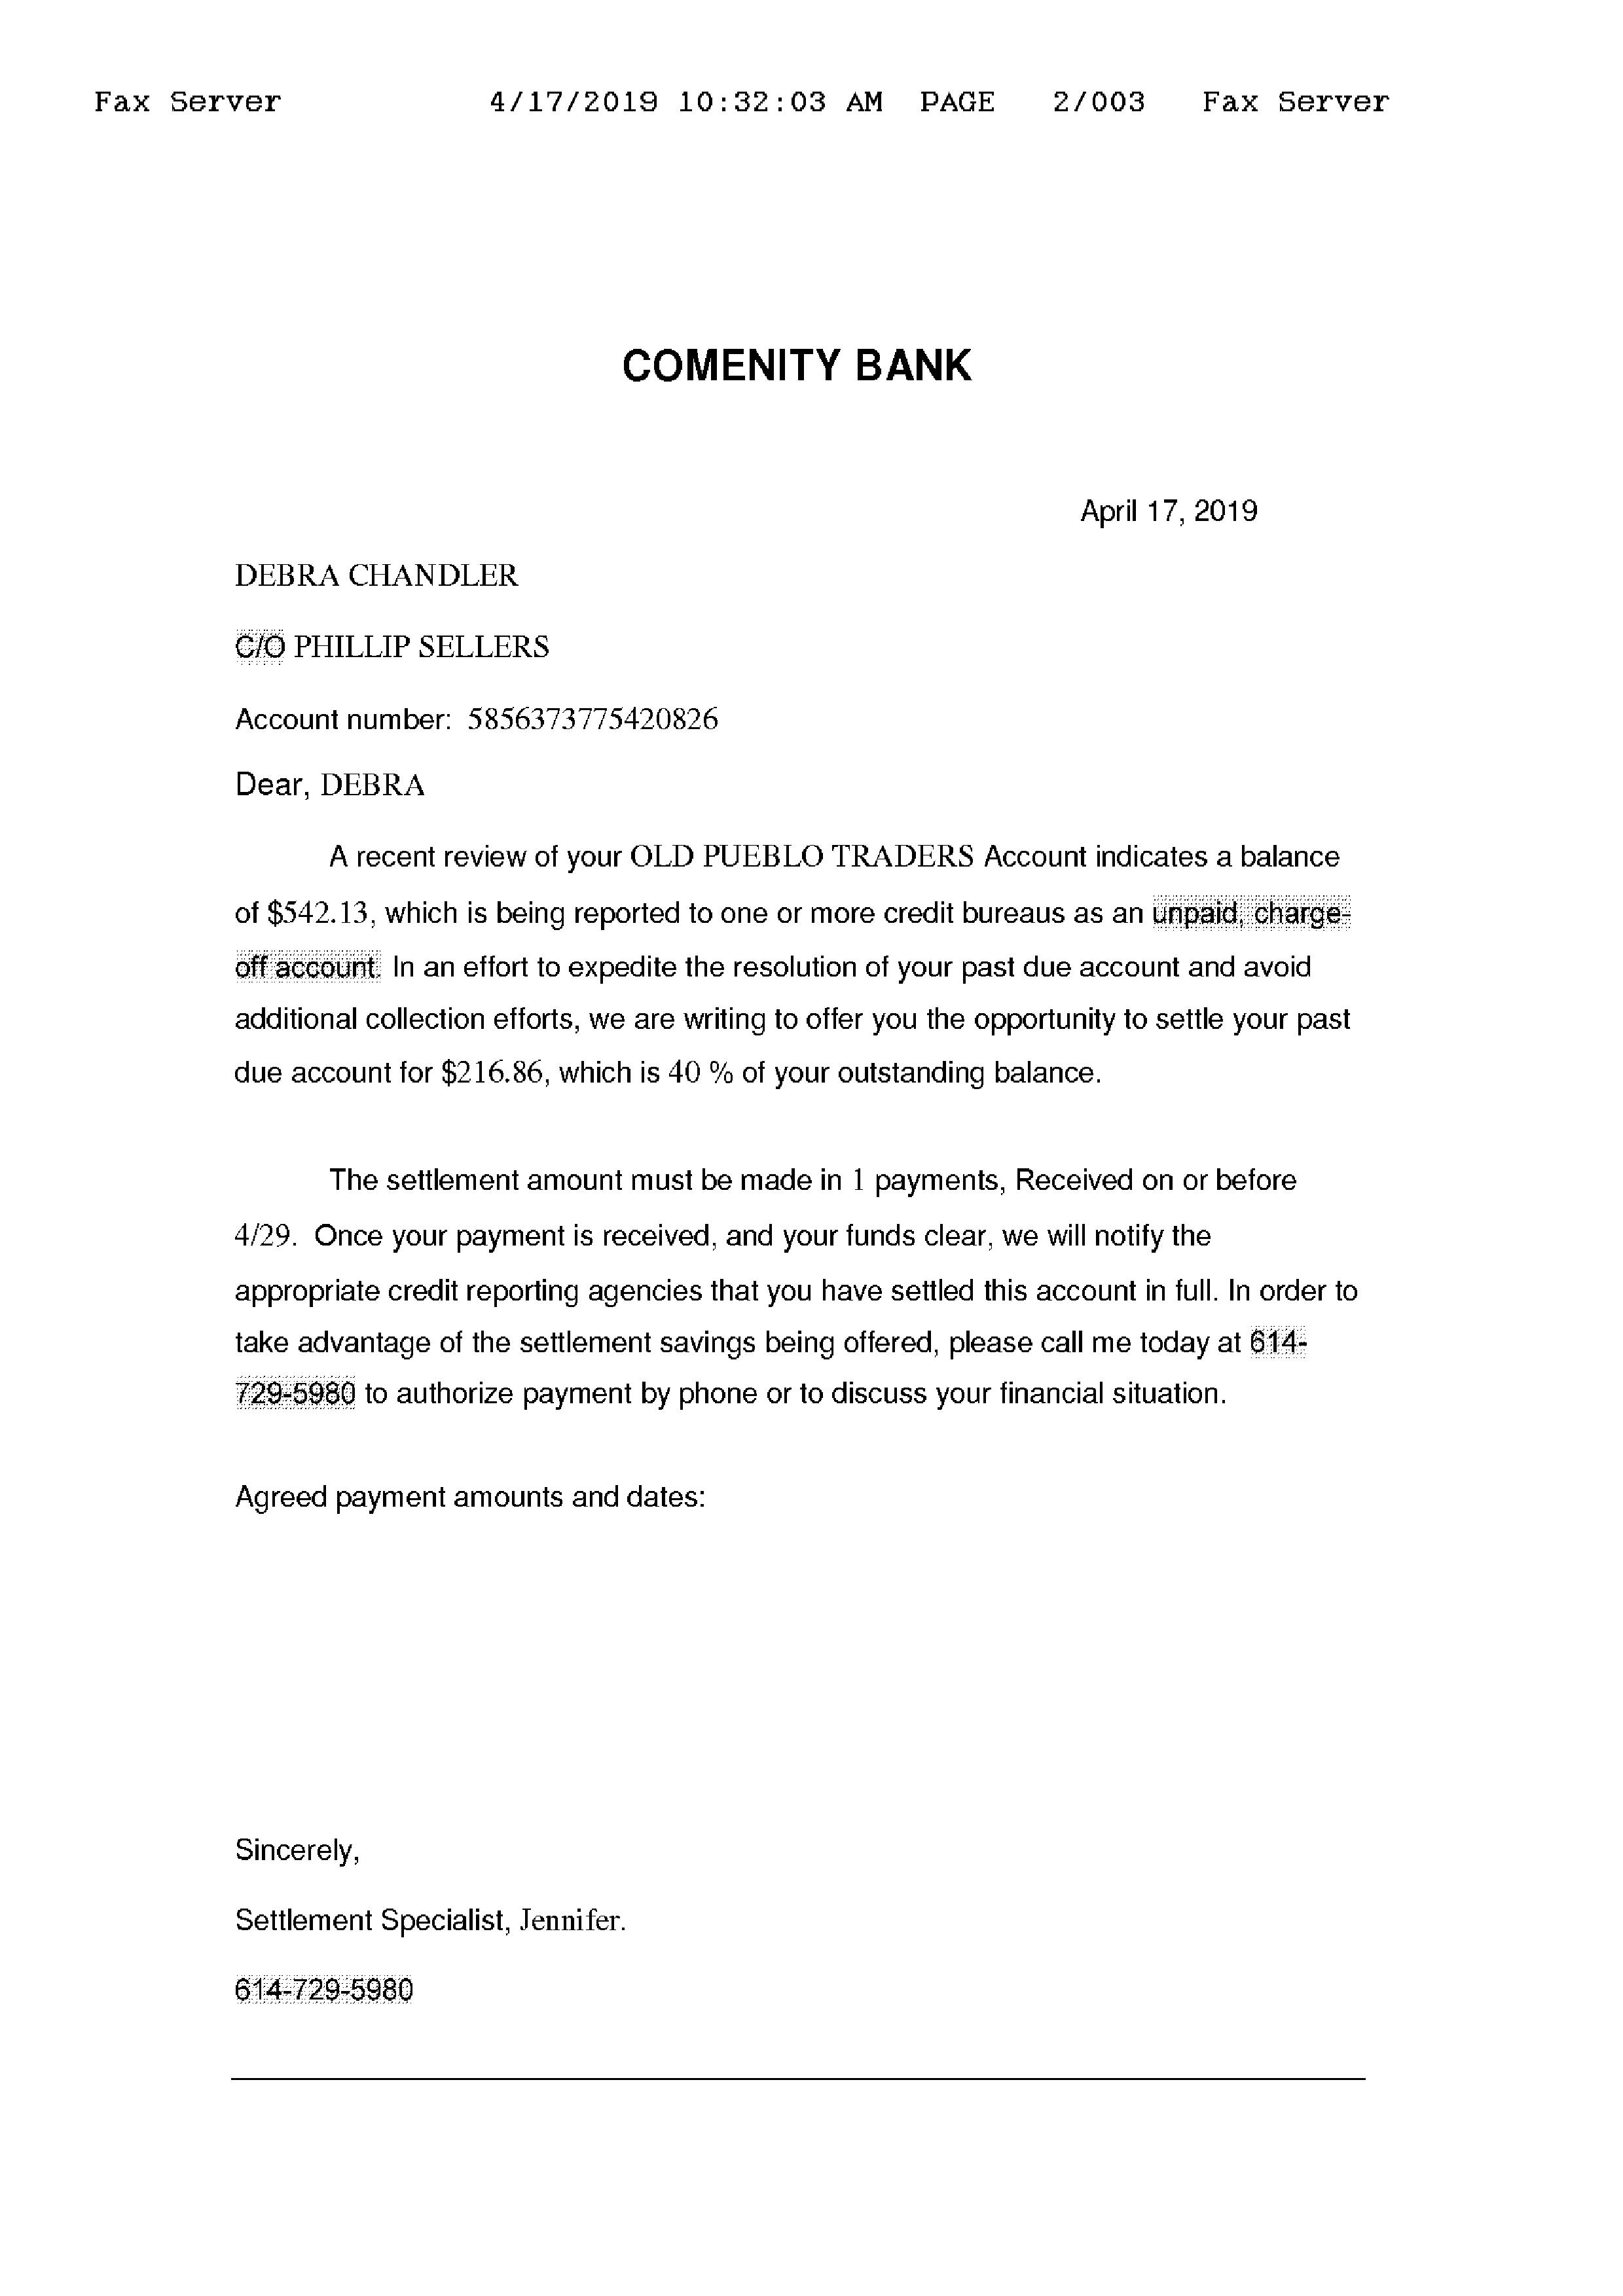 Fax Server 4/17/2019 10:32:03 AM PAGE 2/003 Fax Server
COMENITY BANK
April 17, 2019
DEBRA CHANDLER
C/O PHILLIP SELLERS
Account number: 5856373775420826
Dear, DEBRA
A recent review of your OLD PUEBLO TRADERS Account indicates a balance
of $542.13, which is being reported to one or more credit bureaus as an unpaid, charge-
off account. In an effort to expedite the resolution of your past due account and avoid
additional collection efforts, we are writing to offer you the opportunity to settle your past
due account for $216.86, which is 40 % of your outstanding balance.
The settlement amount must be made in 1 payments, Received on or before
4/29. Once your payment is received, and your funds clear, we will notify the
appropriate credit reporting agencies that you have settled this account in full. In order to
take advantage of the settlement savings being offered, please call me today at 614-
729-5980 to authorize payment by phone or to discuss your financial situation.
Agreed payment amounts and dates:
Sincerely,
Settlement Specialist, Jennifer.
614-729-5980